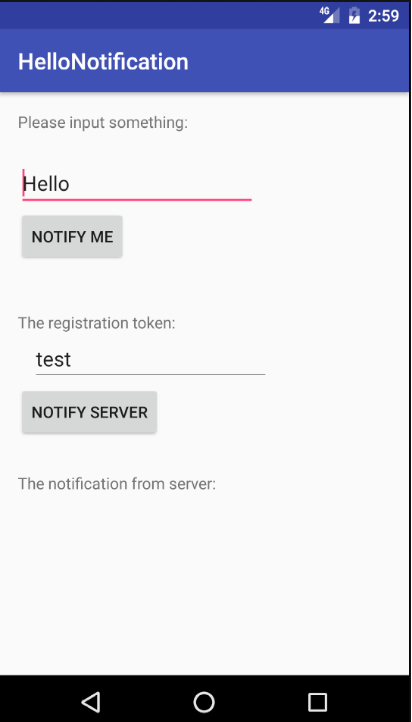 4G 2:59
HelloNotification
Please input something:
Hello
NOTIFY ME
The registration token:
test
NOTIFY SERVER
The notification from server: